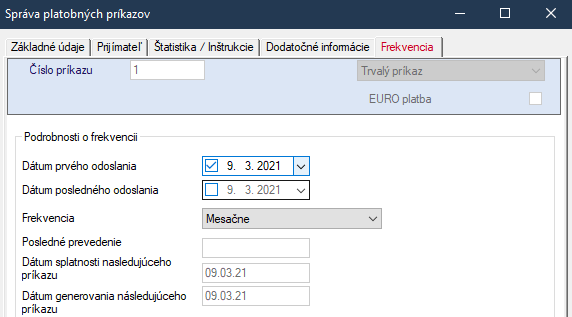 Správa platobných príkazov
Základné údaje Prijímateľ Štatistika / Inštrukcie Dodatočné informácie Frekvencia
Číslo príkazu 1 Trvalý príkaz
EURO platba
Podrobnosti o frekvencii
Dátum prvého odoslania 9. 3. 2021
Dátum posledného odoslania 9. 3. 2021
Frekvencia Mesačne
Posledné prevedenie
Dátum splatnosti nasledujúceho
príkazu 09.03.21
Dátum generovania následujúceho
príkazu 09.03.21